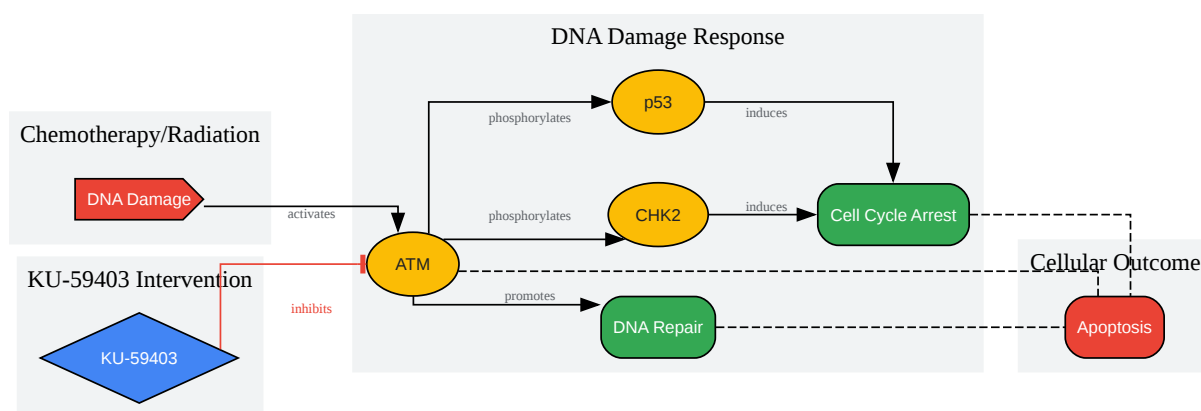 DNA Damage Response
Chemotherapy/Radiation
DNA Damage
activates
KU-59403 Intervention
KU-59403
inhibits
ATM
phosphorylates
p53
induces
phosphorylates
CHK2
induces
Cell Cycle Arrest
promotes
DNA Repair
Cellular Outcome
Apoptosis